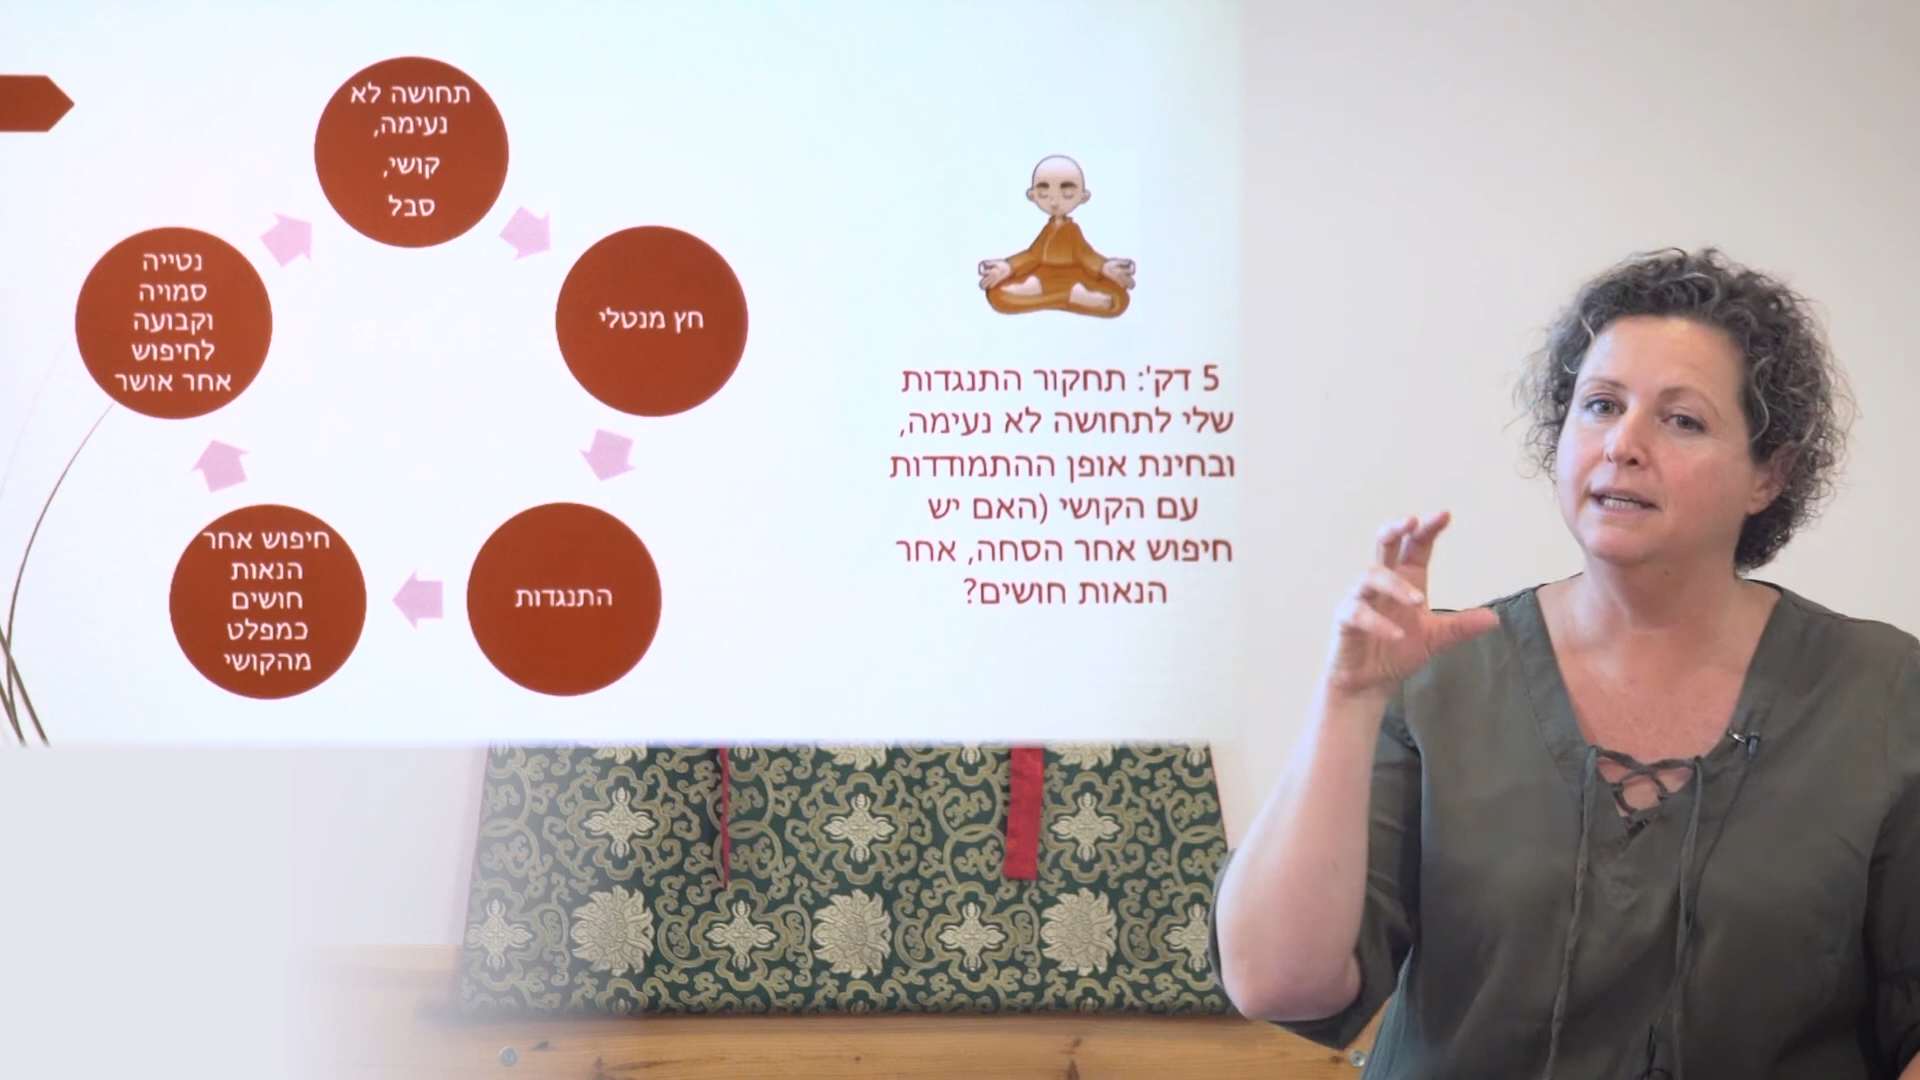 תחושה לא
נעימה,
קושי,
סבל
חץ מנטלי
התנגדות
חיפוש אחר
הנאות
חושים
כמפלט
מהקושי
נטייה
סמויה
וקבועה
לחיפוש
אחר אושר
5 דק': תחקור התנגדות
שלי לתחושה לא נעימה,
ובחינת אופן ההתמודדות
עם הקושי (האם יש
חיפוש אחר הסחה, אחר
הנאות חושים?